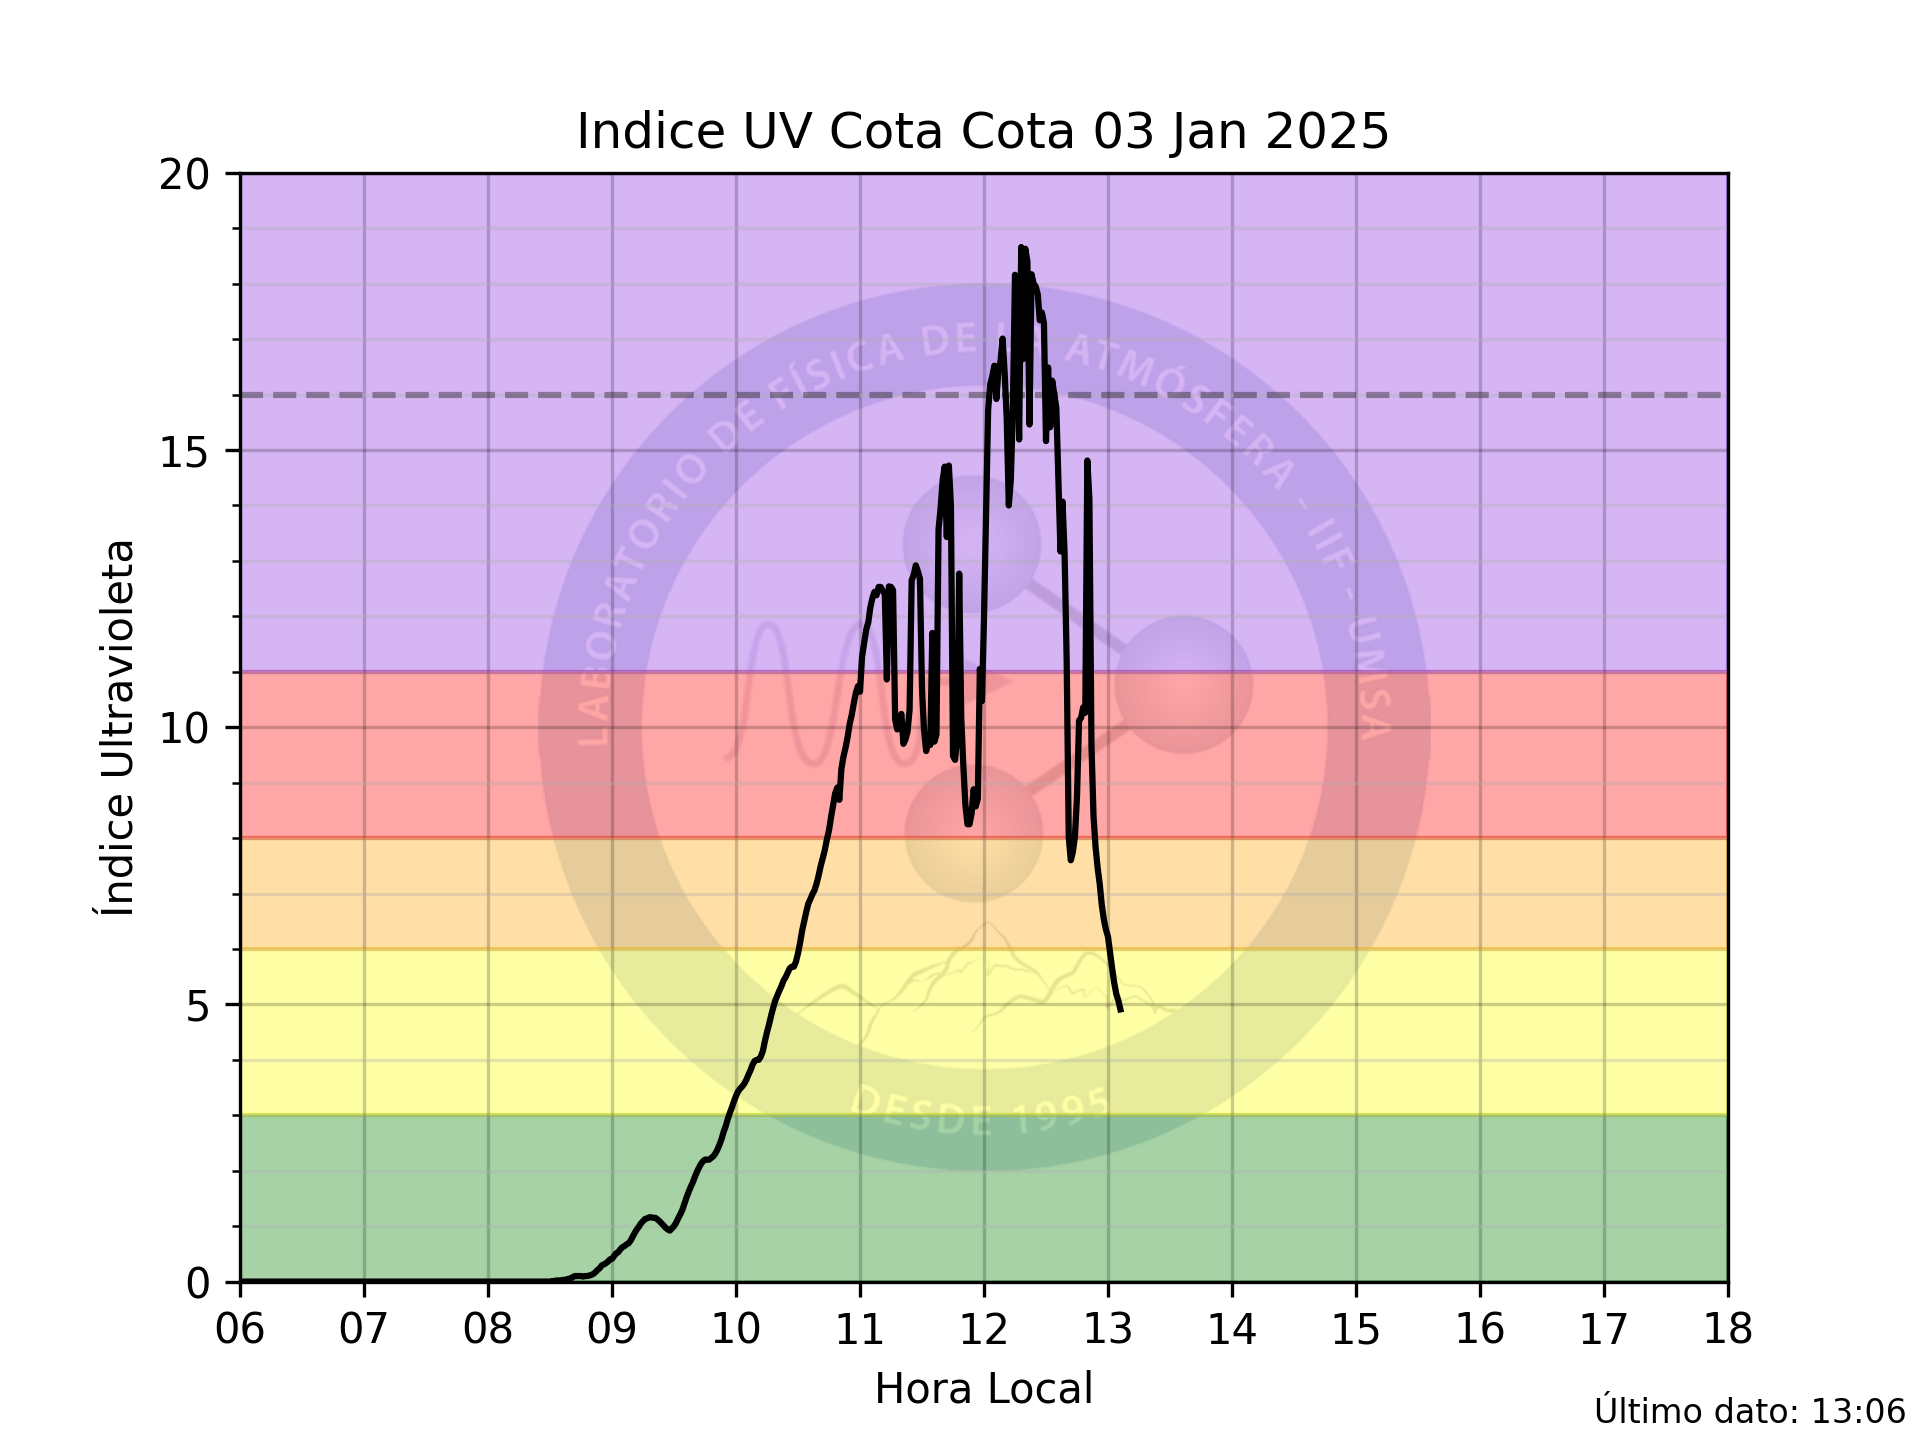 Indice UV Cota Cota 03 Jan 2025
20
15
10
5
0
Índice Ultravioleta
LABORATORIO DE FÍSICA DE LA ATMÓSFERA - IIF - UMSA
DESDE 1995
06 07 08 09 10 11 12 13 14 15 16 17 18
Hora Local
Último dato: 13:06